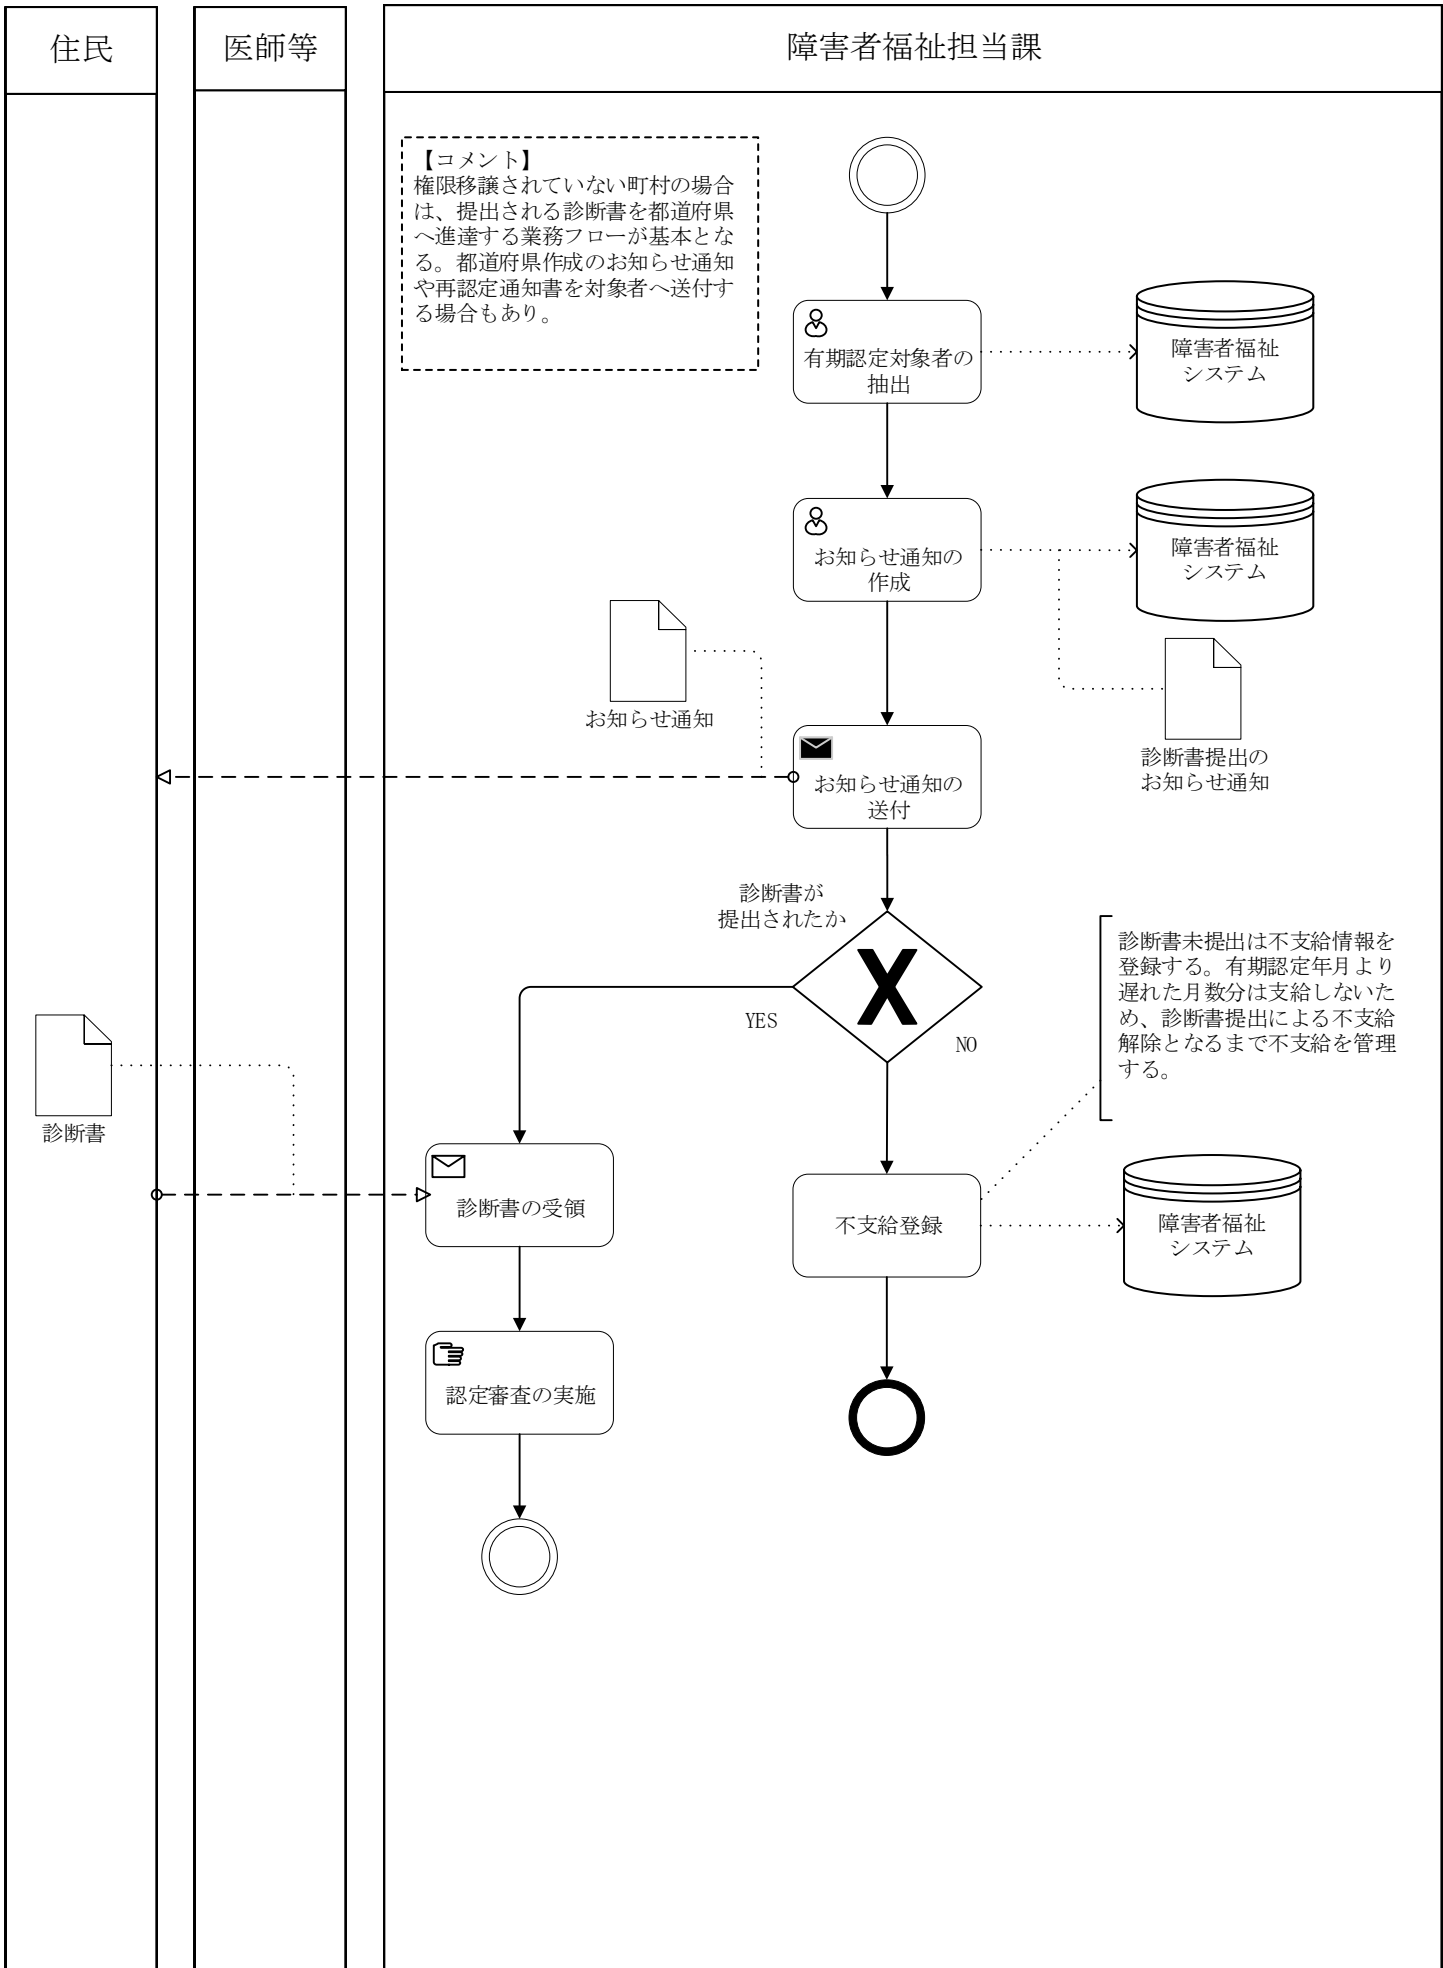 住民
医師等
障害者福祉担当課
【コメント】
権限移譲されていない町村の場合
は、提出される診断書を都道府県
へ進達する業務フローが基本とな
る。都道府県作成のお知らせ通知
や再認定通知書を対象者へ送付す
る場合もあり。
有期認定対象者の
抽出
障害者福祉
システム
お知らせ通知の
作成
障害者福祉
システム
お知らせ通知
診断書提出の
お知らせ通知
お知らせ通知の
送付
診断書が
提出されたか
YES
NO
診断書未提出は不支給情報を
登録する。有期認定年月より
遅れた月数分は支給しないた
め、診断書提出による不支給
解除となるまで不支給を管理
する。
診断書
診断書の受領
不支給登録
障害者福祉
システム
認定審査の実施